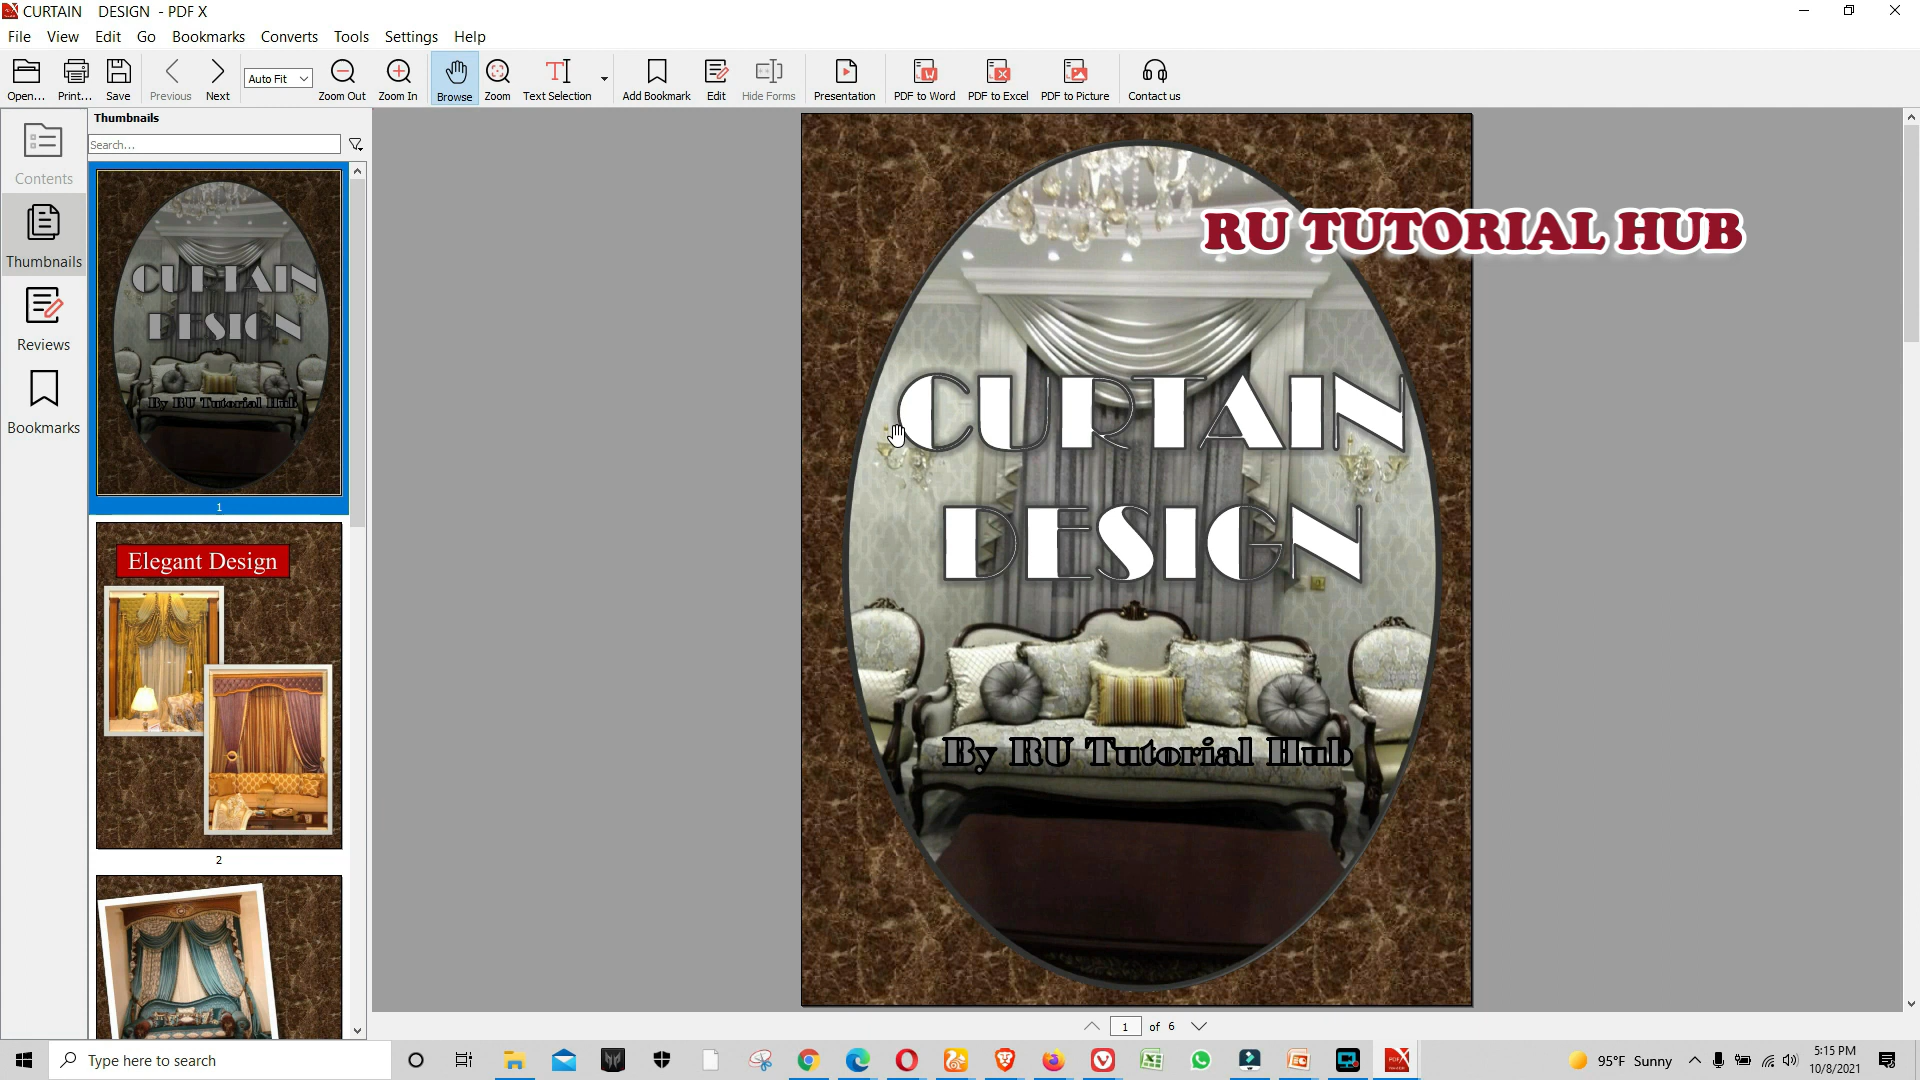 CURTAIN DESIGN - PDF X
File View Edit Go Bookmarks Converts Tools Settings Help
Open... Print... Save Previous Next Auto Fit Zoom Out Zoom In Browse Zoom Text Selection Add Bookmark Edit Hide Forms Presentation PDF to Word PDF to Excel PDF to Picture Contact us
Contents
Thumbnails
Reviews
Bookmarks
Thumbnails
Search...
CURTAIN
DESIGN
By RU Tutorial Hub
1
Elegant Design
2
RU TUTORIAL HUB
CURTAIN
DESIGN
By RU Tutorial Hub
1 of 6
Type here to search
95°F Sunny
5:15 PM
10/8/2021